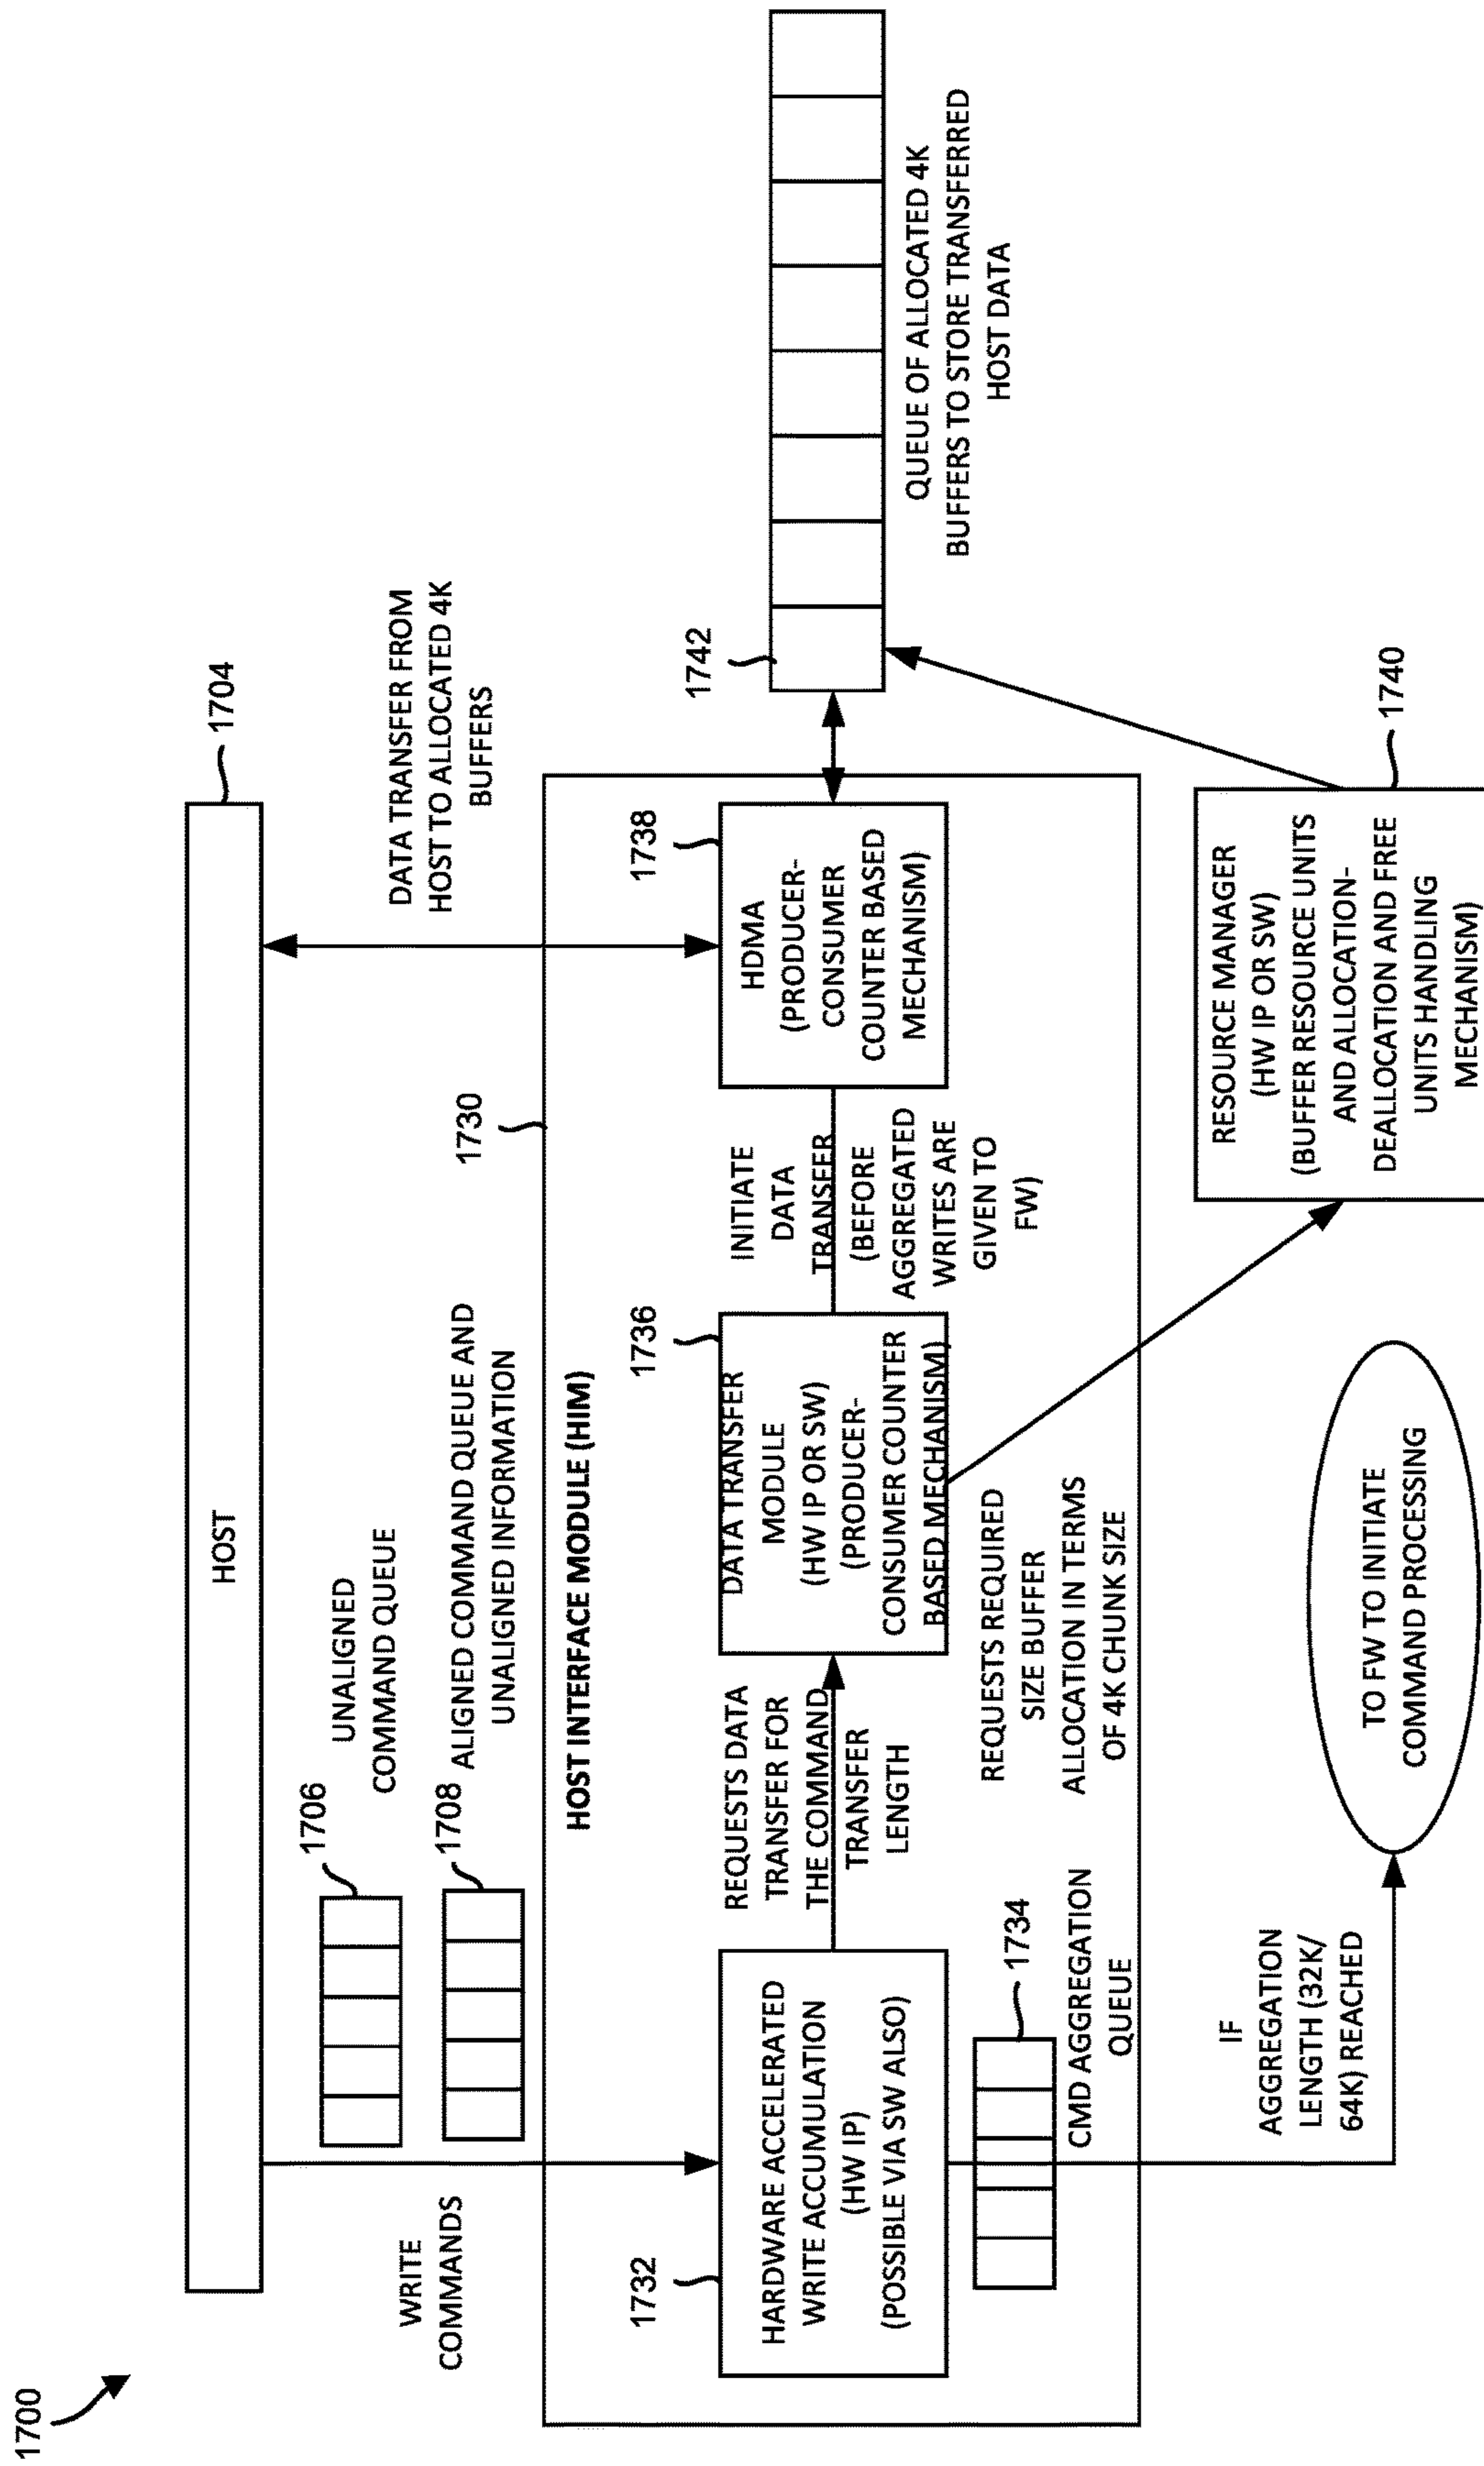 1700
HOST
1704
WRITE
COMMANDS
1706
UNALIGNED
COMMAND QUEUE
1708
ALIGNED COMMAND QUEUE AND
UNALIGNED INFORMATION
DATA TRANSFER FROM
HOST TO ALLOCATED 4K
BUFFERS
1730
HOST INTERFACE MODULE (HIM)
1732
HARDWARE ACCELERATED
WRITE ACCUMULATION
(HW IP)
(POSSIBLE VIA SW ALSO)
REQUESTS DATA
TRANSFER FOR
THE COMMAND
TRANSFER
LENGTH
1736
DATA TRANSFER
MODULE
(HW IP OR SW)
(PRODUCER-
CONSUMER COUNTER
BASED MECHANISM)
INITIATE
DATA
TRANSFER
(BEFORE
AGGREGATED
WRITES ARE
GIVEN TO
FW)
1738
HDMA
(PRODUCER-
CONSUMER
COUNTER BASED
MECHANISM)
1742
QUEUE OF ALLOCATED 4K
BUFFERS TO STORE TRANSFERRED
HOST DATA
1734
CMD AGGREGATION
QUEUE
REQUESTS REQUIRED
SIZE BUFFER
ALLOCATION IN TERMS
OF 4K CHUNK SIZE
IF
AGGREGATION
LENGTH (32K/
64K) REACHED
TO FW TO INITIATE
COMMAND PROCESSING
1740
RESOURCE MANAGER
(HW IP OR SW)
(BUFFER RESOURCE UNITS
AND ALLOCATION-
DEALLOCATION AND FREE
UNITS HANDLING
MECHANISM)